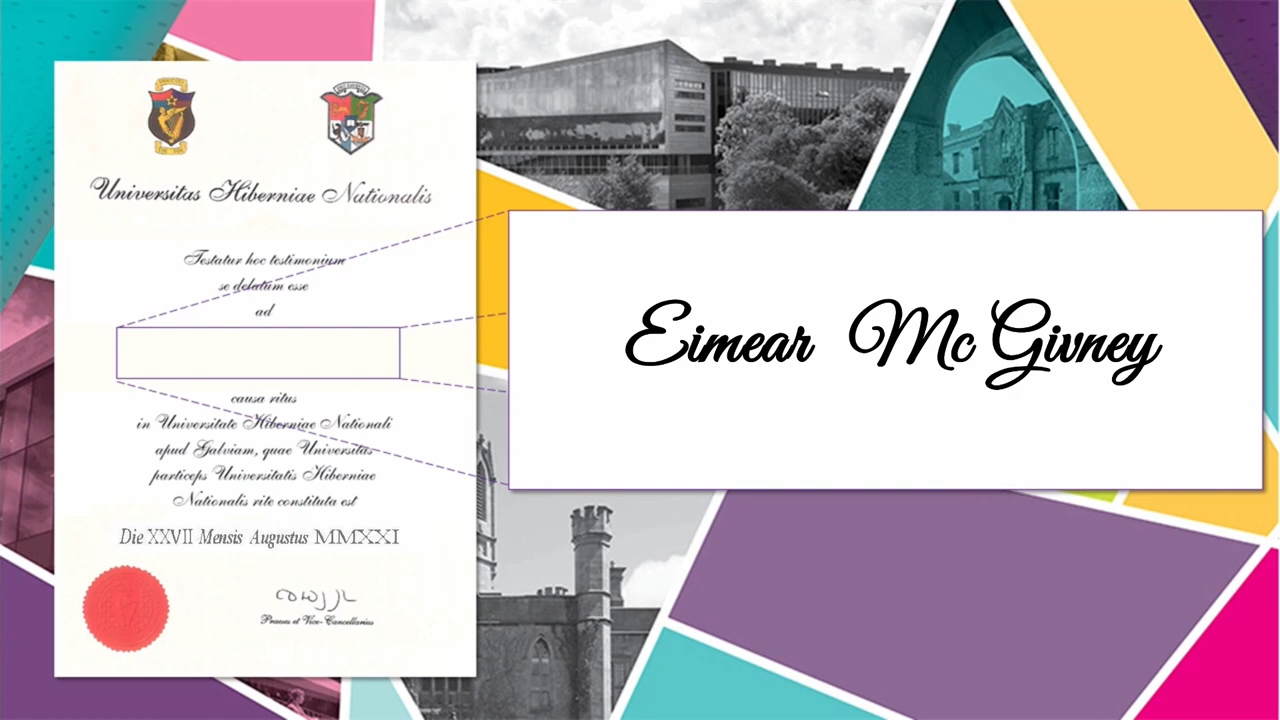 Universitas Hiberniae Nationalis
Testatur hoc testimonium
se delatum esse
ad
Eimear McGivney
causa ritus
in Universitate Hiberniae Nationali
apud Galviam, quae Universitas
particeps Universitatis Hiberniae
Nationalis rite constituta est
Die XXVII Mensis Augustus MMXXI
Praeses et Vice-Cancellarius